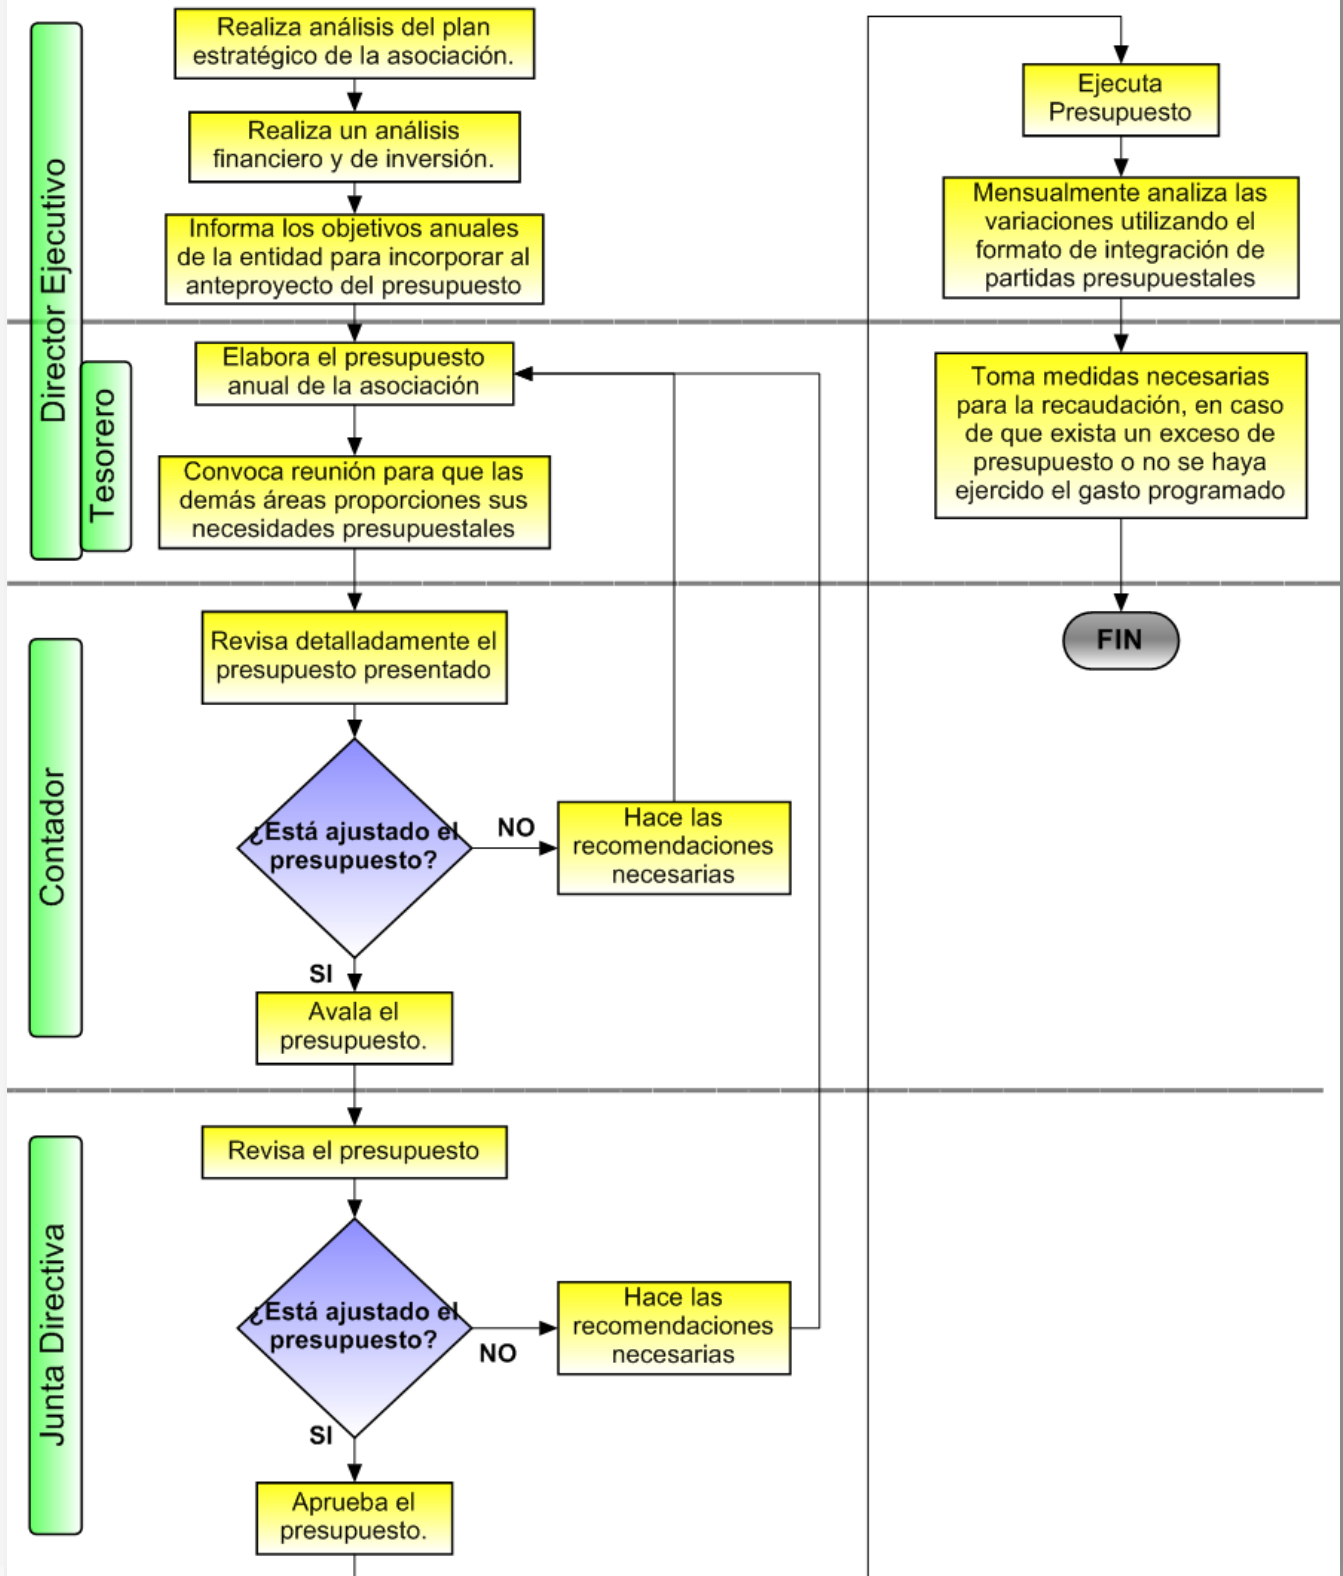 Director Ejecutivo
Tesorero
Realiza análisis del plan
estratégico de la asociación.
Realiza un análisis
financiero y de inversión.
Informa los objetivos anuales
de la entidad para incorporar al
anteproyecto del presupuesto
Elabora el presupuesto
anual de la asociación
Convoca reunión para que las
demás áreas proporciones sus
necesidades presupuestales
Contador
Revisa detalladamente el
presupuesto presentado
¿Está ajustado el
presupuesto?
NO
Hace las
recomendaciones
necesarias
SI
Avala el
presupuesto.
Junta Directiva
Revisa el presupuesto
¿Está ajustado el
presupuesto?
NO
Hace las
recomendaciones
necesarias
SI
Aprueba el
presupuesto.
Ejecuta
Presupuesto
Mensualmente analiza las
variaciones utilizando el
formato de integración de
partidas presupuestales
Toma medidas necesarias
para la recaudación, en caso
de que exista un exceso de
presupuesto o no se haya
ejercido el gasto programado
FIN